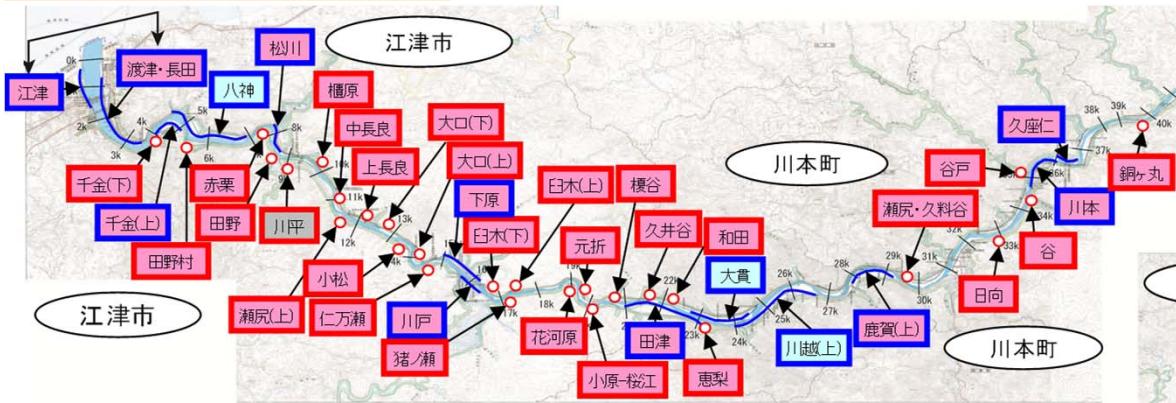 江津市
松川
渡津・長田
八神
江津
櫃原
中長良
大口(下)
上長良
大口(上)
下原
臼木(上)
臼木(下)
元折
榎谷
久井谷
和田
大貫
川本町
久座仁
谷戸
銅ヶ丸
瀬尻・久料谷
川本
谷
日向
千金(下)
赤栗
千金(上)
田野
川平
田野村
小松
瀬尻(上)
仁万瀬
川戸
猪ノ瀬
花河原
田津
小原-桜江
恵梨
川越(上)
鹿賀(上)
江津市
川本町
0k
2k
3k
4k
5k
6k
8k
10k
11k
12k
13k
17k
18k
19k
22k
23k
24k
25k
26k
27k
28k
29k
30k
31k
32k
33k
34k
37k
38k
39k
40k